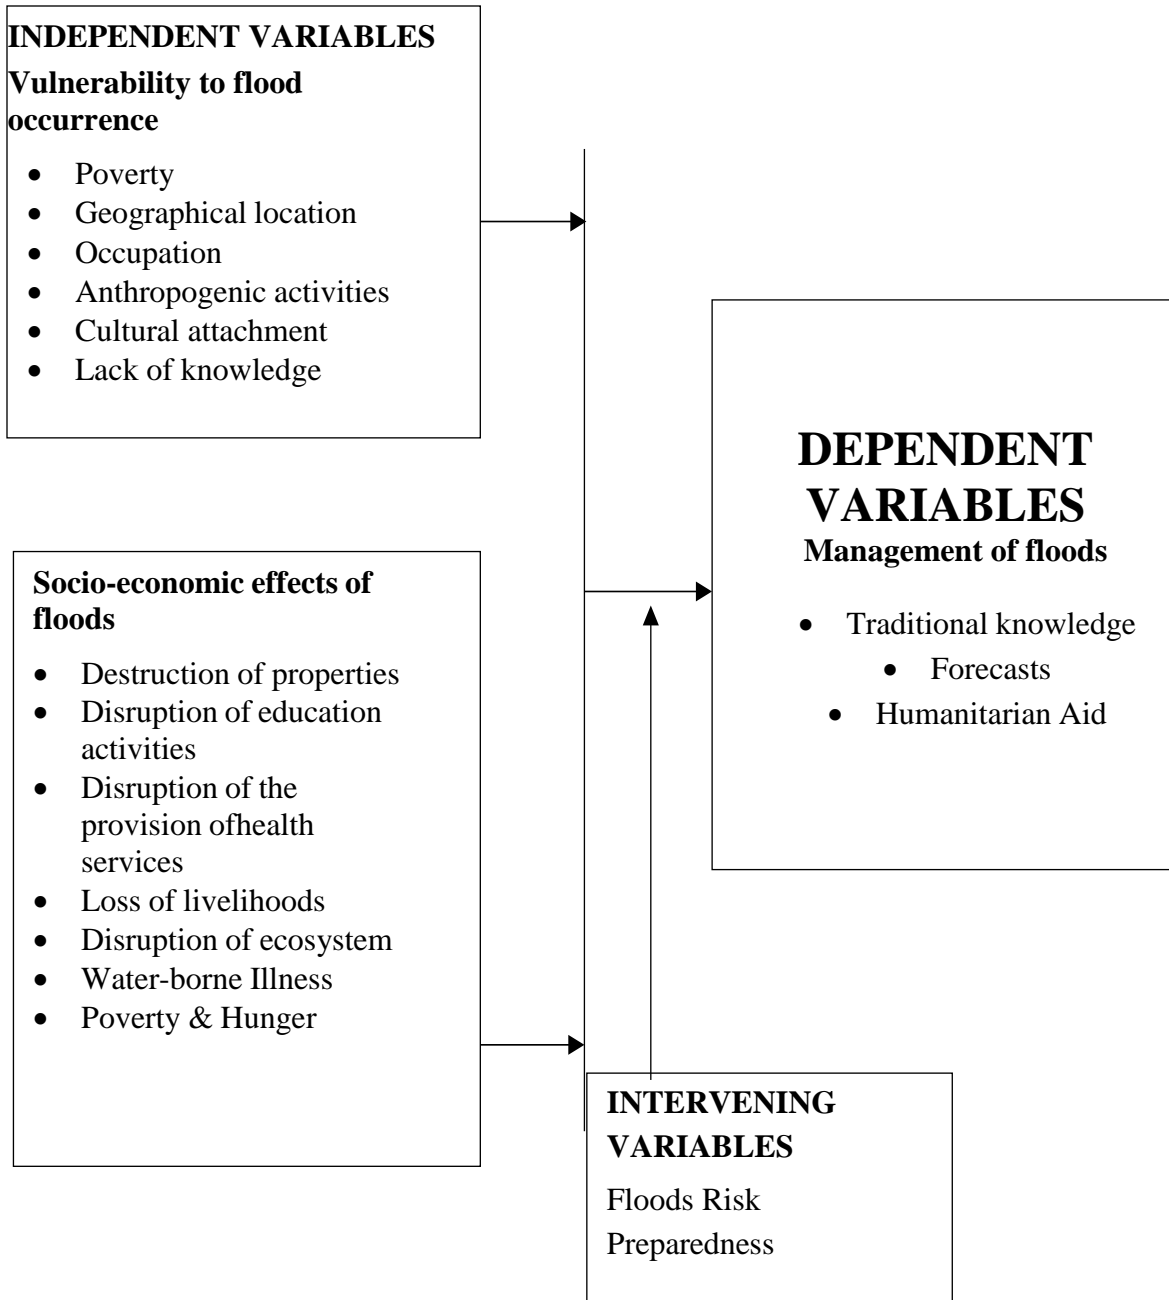 INDEPENDENT VARIABLES
Vulnerability to flood
occurrence
• Poverty
• Geographical location
• Occupation
• Anthropogenic activities
• Cultural attachment
• Lack of knowledge
Socio-economic effects of
floods
• Destruction of properties
• Disruption of education
activities
• Disruption of the
provision ofhealth
services
• Loss of livelihoods
• Disruption of ecosystem
• Water-borne Illness
• Poverty & Hunger
DEPENDENT
VARIABLES
Management of floods
• Traditional knowledge
• Forecasts
• Humanitarian Aid
INTERVENING
VARIABLES
Floods Risk
Preparedness